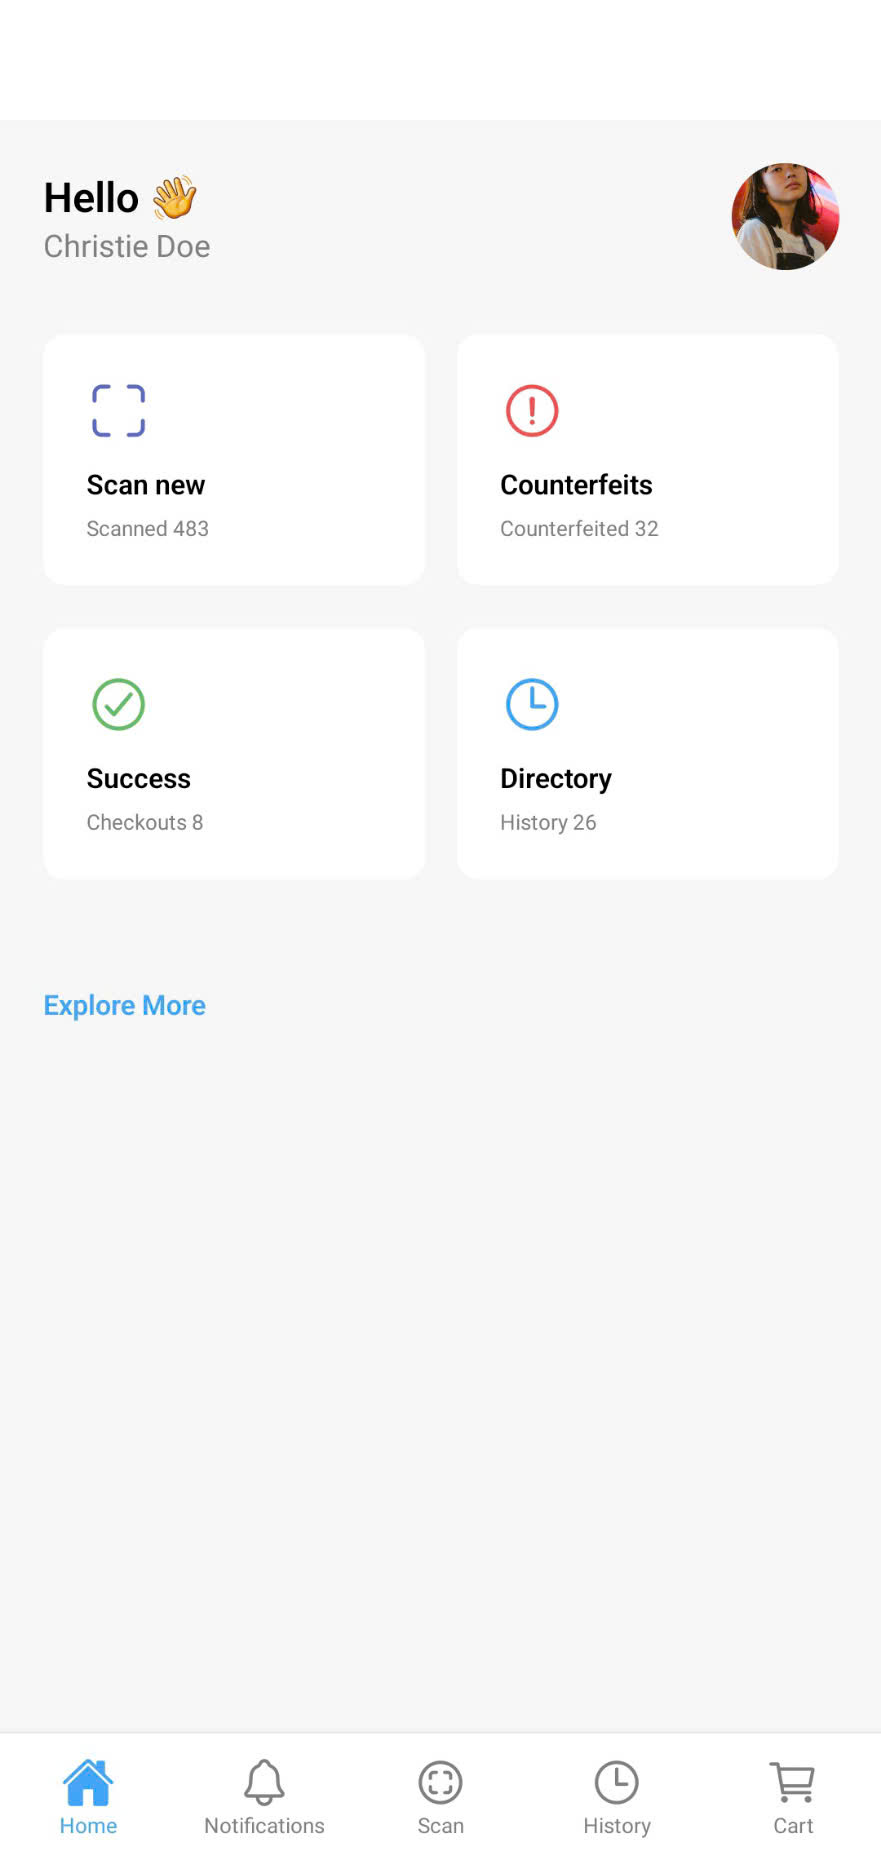 Hello 👋
Christie Doe
Scan new
Scanned 483
Counterfeits
Counterfeited 32
Success
Checkouts 8
Directory
History 26
Explore More
Home
Notifications
Scan
History
Cart